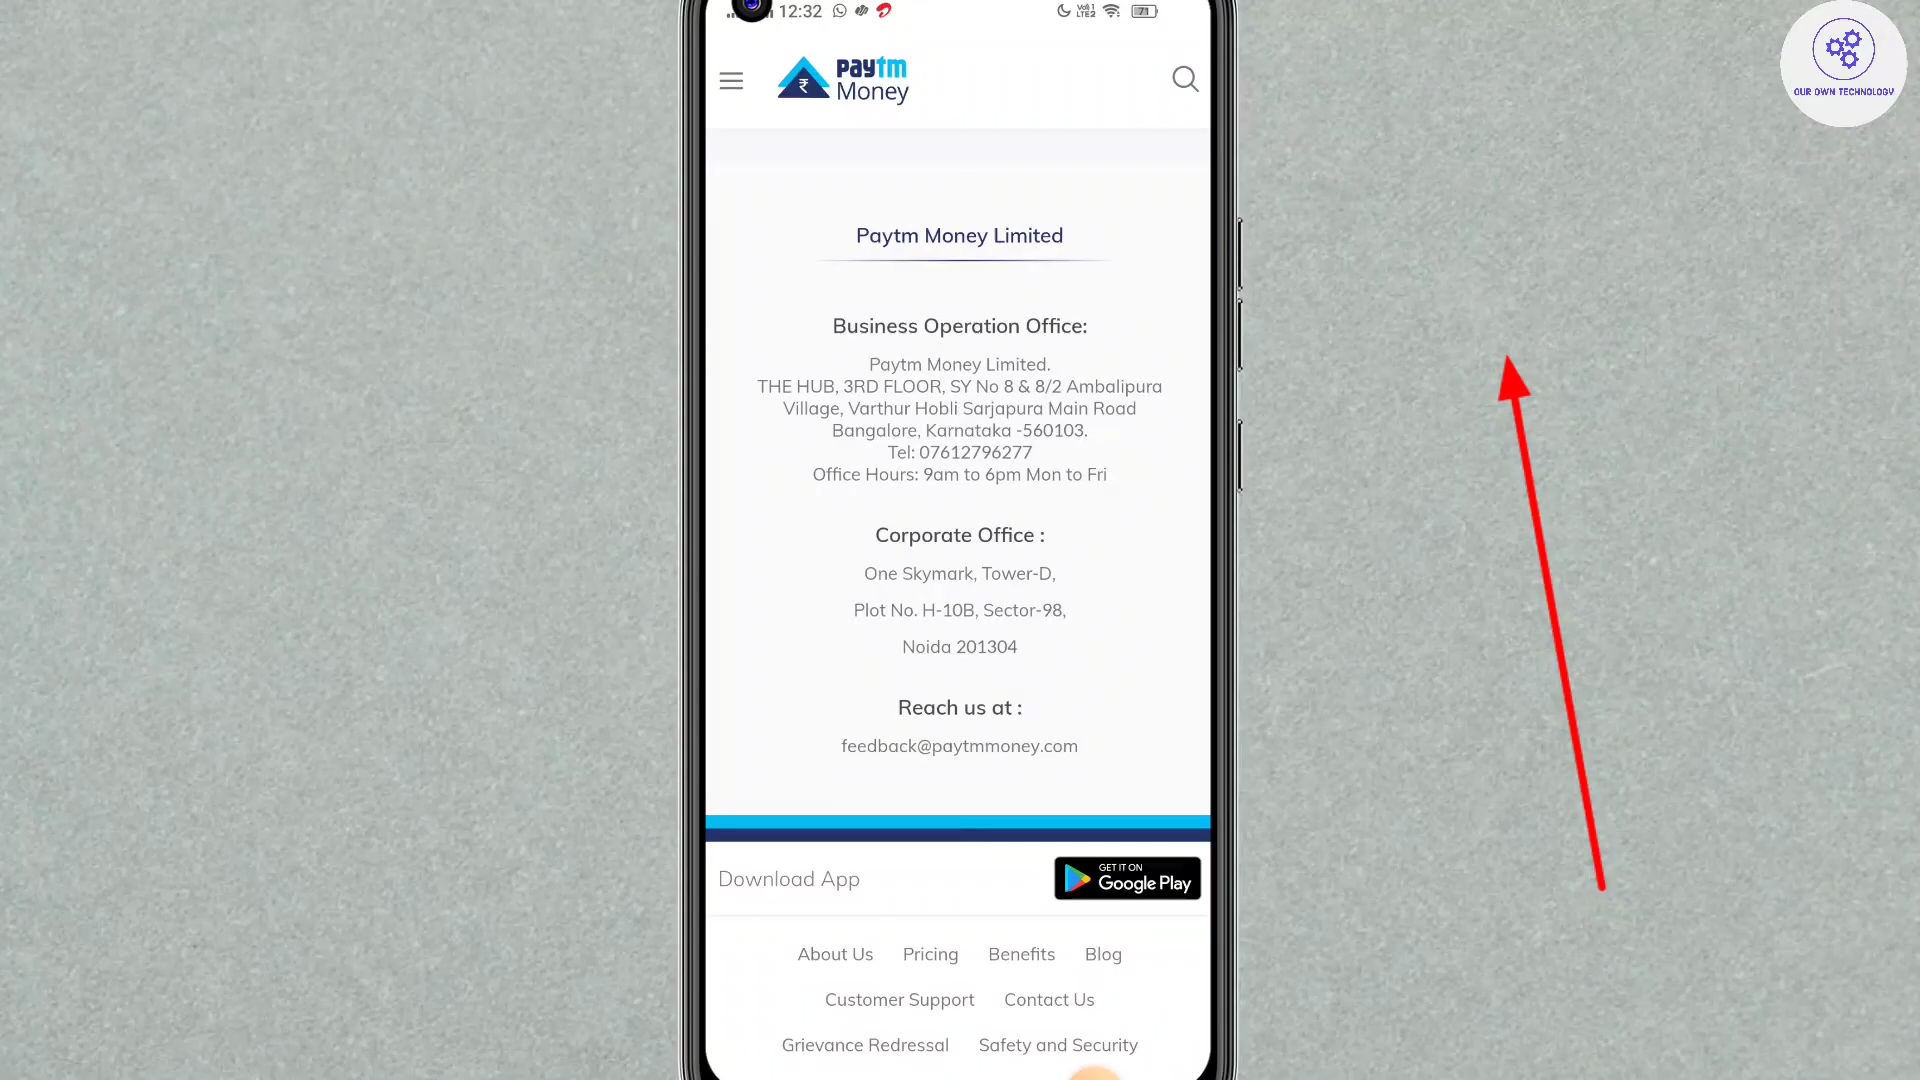 12:32
71
OUR OWN TECHNOLOGY
paytm
Money
Paytm Money Limited
Business Operation Office:
Paytm Money Limited.
THE HUB, 3RD FLOOR, SY No 8 & 8/2 Ambalipura
Village, Varthur Hobli Sarjapura Main Road
Bangalore, Karnataka -560103.
Tel: 07612796277
Office Hours: 9am to 6pm Mon to Fri
Corporate Office :
One Skymark, Tower-D,
Plot No. H-10B, Sector-98,
Noida 201304
Reach us at :
feedback@paytmmoney.com
Download App
GET IT ON
Google Play
About Us Pricing Benefits Blog
Customer Support Contact Us
Grievance Redressal Safety and Security